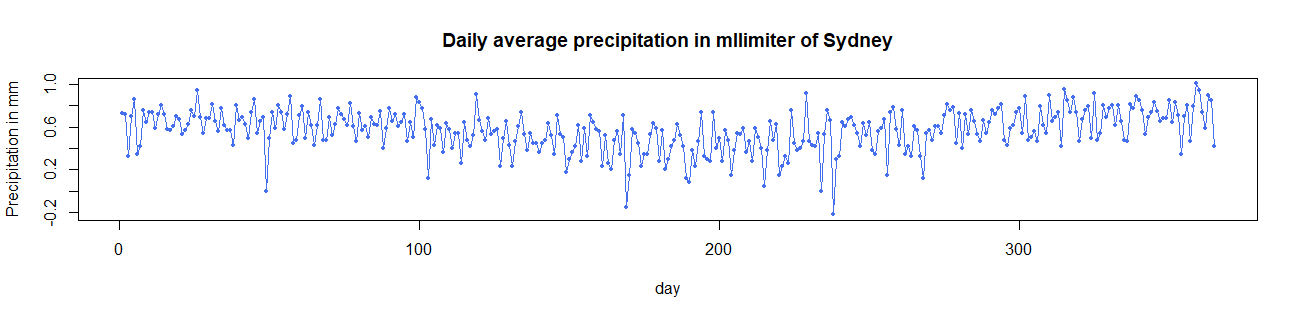 Daily average precipitation in mllimiter of Sydney
Precipitation in mm
1.0
0.6
0.2
-0.2
0 100 200 300
day